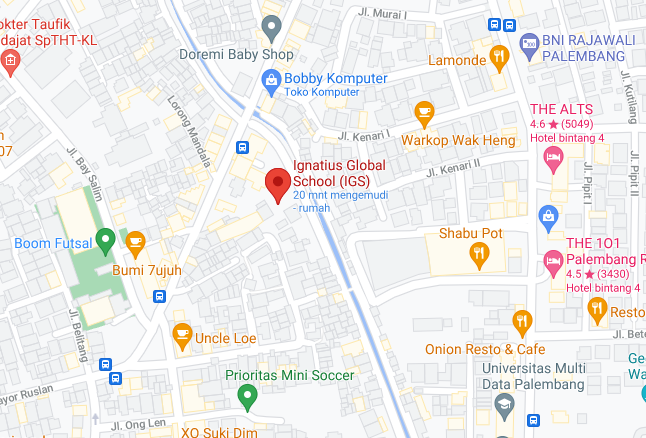 Jl. Murai I
okter Taufik
dajat SpTHT-KL
Doremi Baby Shop
BNI RAJAWALI
PALEMBANG
Lamonde
Bobby Komputer
Toko Komputer
Jl. Kutilang
Lorong Mandala
THE ALTS
4.6 ★ (5049)
Hotel bintang 4
Jl. Kenari I
Warkop Wak Heng
07
Jl. Bay Salim
Ignatius Global
School (IGS)
20 mnt mengemudi
- rumah
Jl. Kenari II
Jl. Pipit I
Jl. Pipit II
Shabu Pot
Boom Futsal
Bumi 7ujuh
THE 1O1
Palembang R
4.5 ★ (3430)
Hotel bintang 4
Resto
Jl. Belitang
Uncle Loe
Onion Resto & Cafe
Jl. Bete
Prioritas Mini Soccer
Universitas Multi
Data Palembang
Geo
Wa
ayor Ruslan
Jl. Ong Len
XO Suki Dim